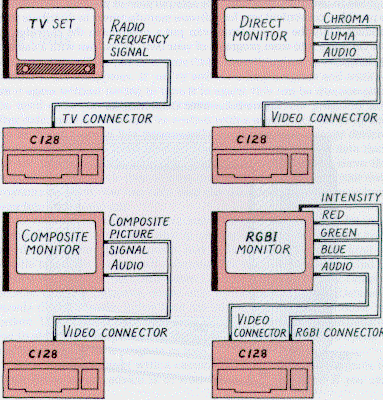 TV SET
RADIO
FREQUENCY
SIGNAL
TV CONNECTOR
C128
DIRECT
MONITOR
CHROMA
LUMA
AUDIO
VIDEO CONNECTOR
C128
COMPOSITE
MONITOR
COMPOSITE
PICTURE
SIGNAL
AUDIO
VIDEO CONNECTOR
C128
RGBI
MONITOR
INTENSITY
RED
GREEN
BLUE
AUDIO
VIDEO
CONNECTOR
RGBI CONNECTOR
C128